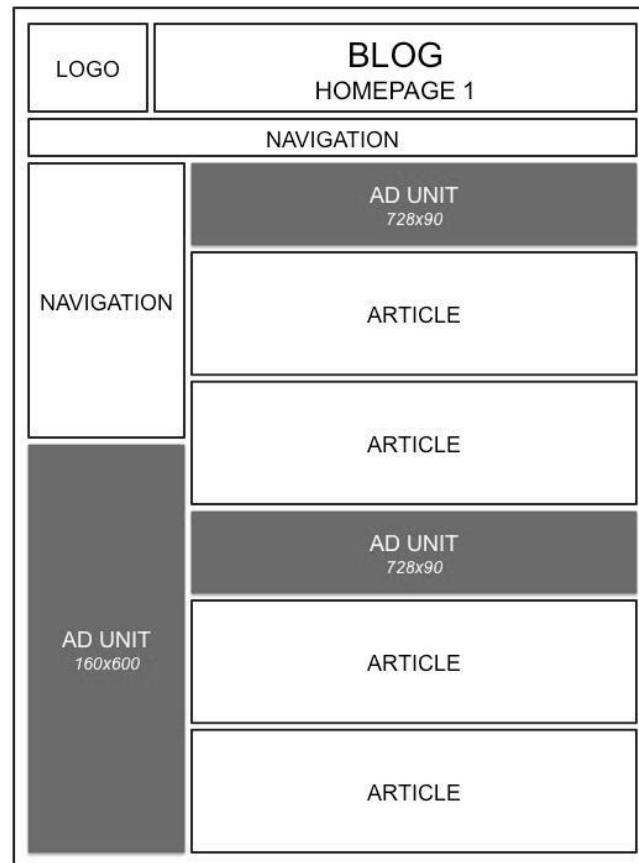 LOGO
BLOG
HOMEPAGE 1
NAVIGATION
NAVIGATION
AD UNIT
728x90
ARTICLE
ARTICLE
AD UNIT
728x90
AD UNIT
160x600
ARTICLE
ARTICLE